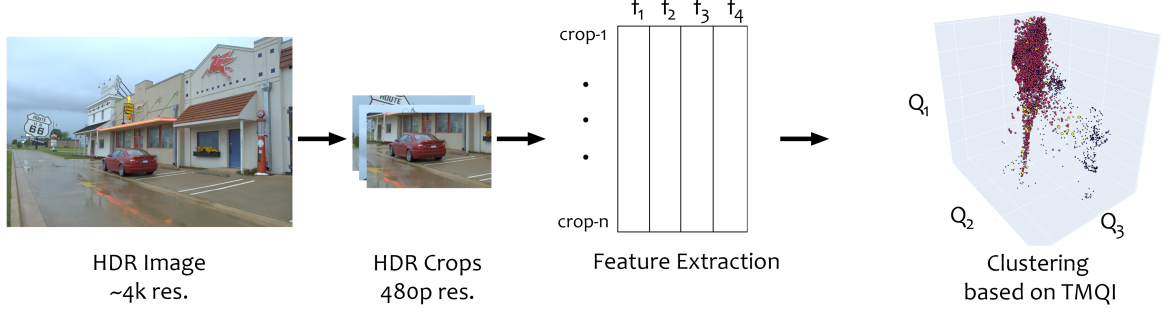 f₁ f₂ f₃ f₄
crop-1
crop-n
ROUTE
66
ROUTE
Q₁
Q₂
Q₃
HDR Image
~4k res.
HDR Crops
480p res.
Feature Extraction
Clustering
based on TMQI